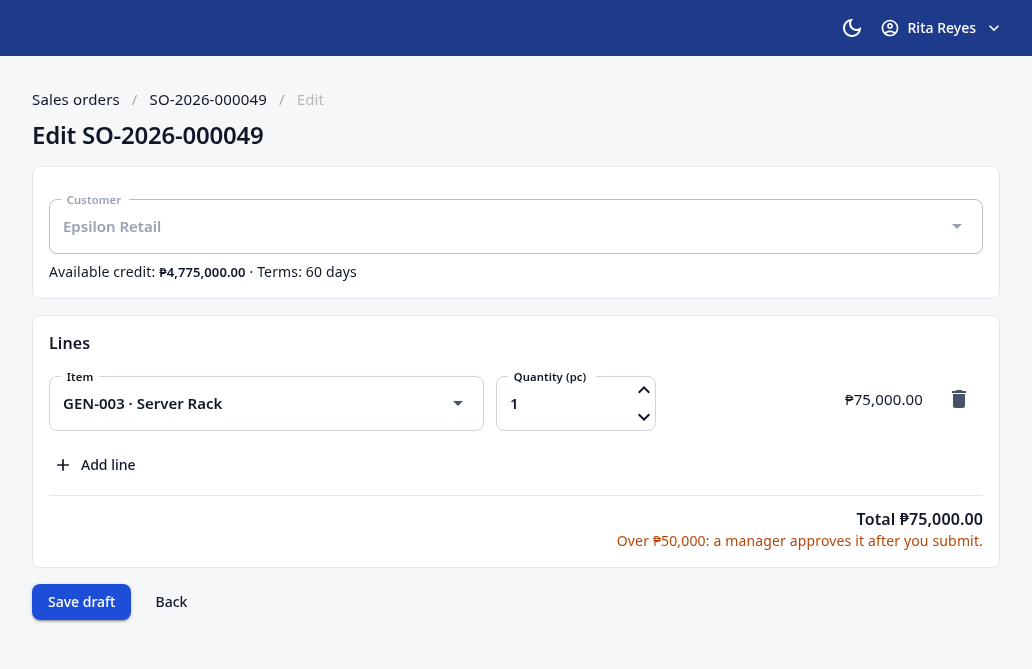 Rita Reyes
Sales orders / SO-2026-000049 / Edit
Edit SO-2026-000049
Customer
Epsilon Retail
Available credit: ₱4,775,000.00 · Terms: 60 days
Lines
Item
GEN-003 · Server Rack
Quantity (pc)
1
₱75,000.00
Add line
Total ₱75,000.00
Over ₱50,000: a manager approves it after you submit.
Save draft
Back